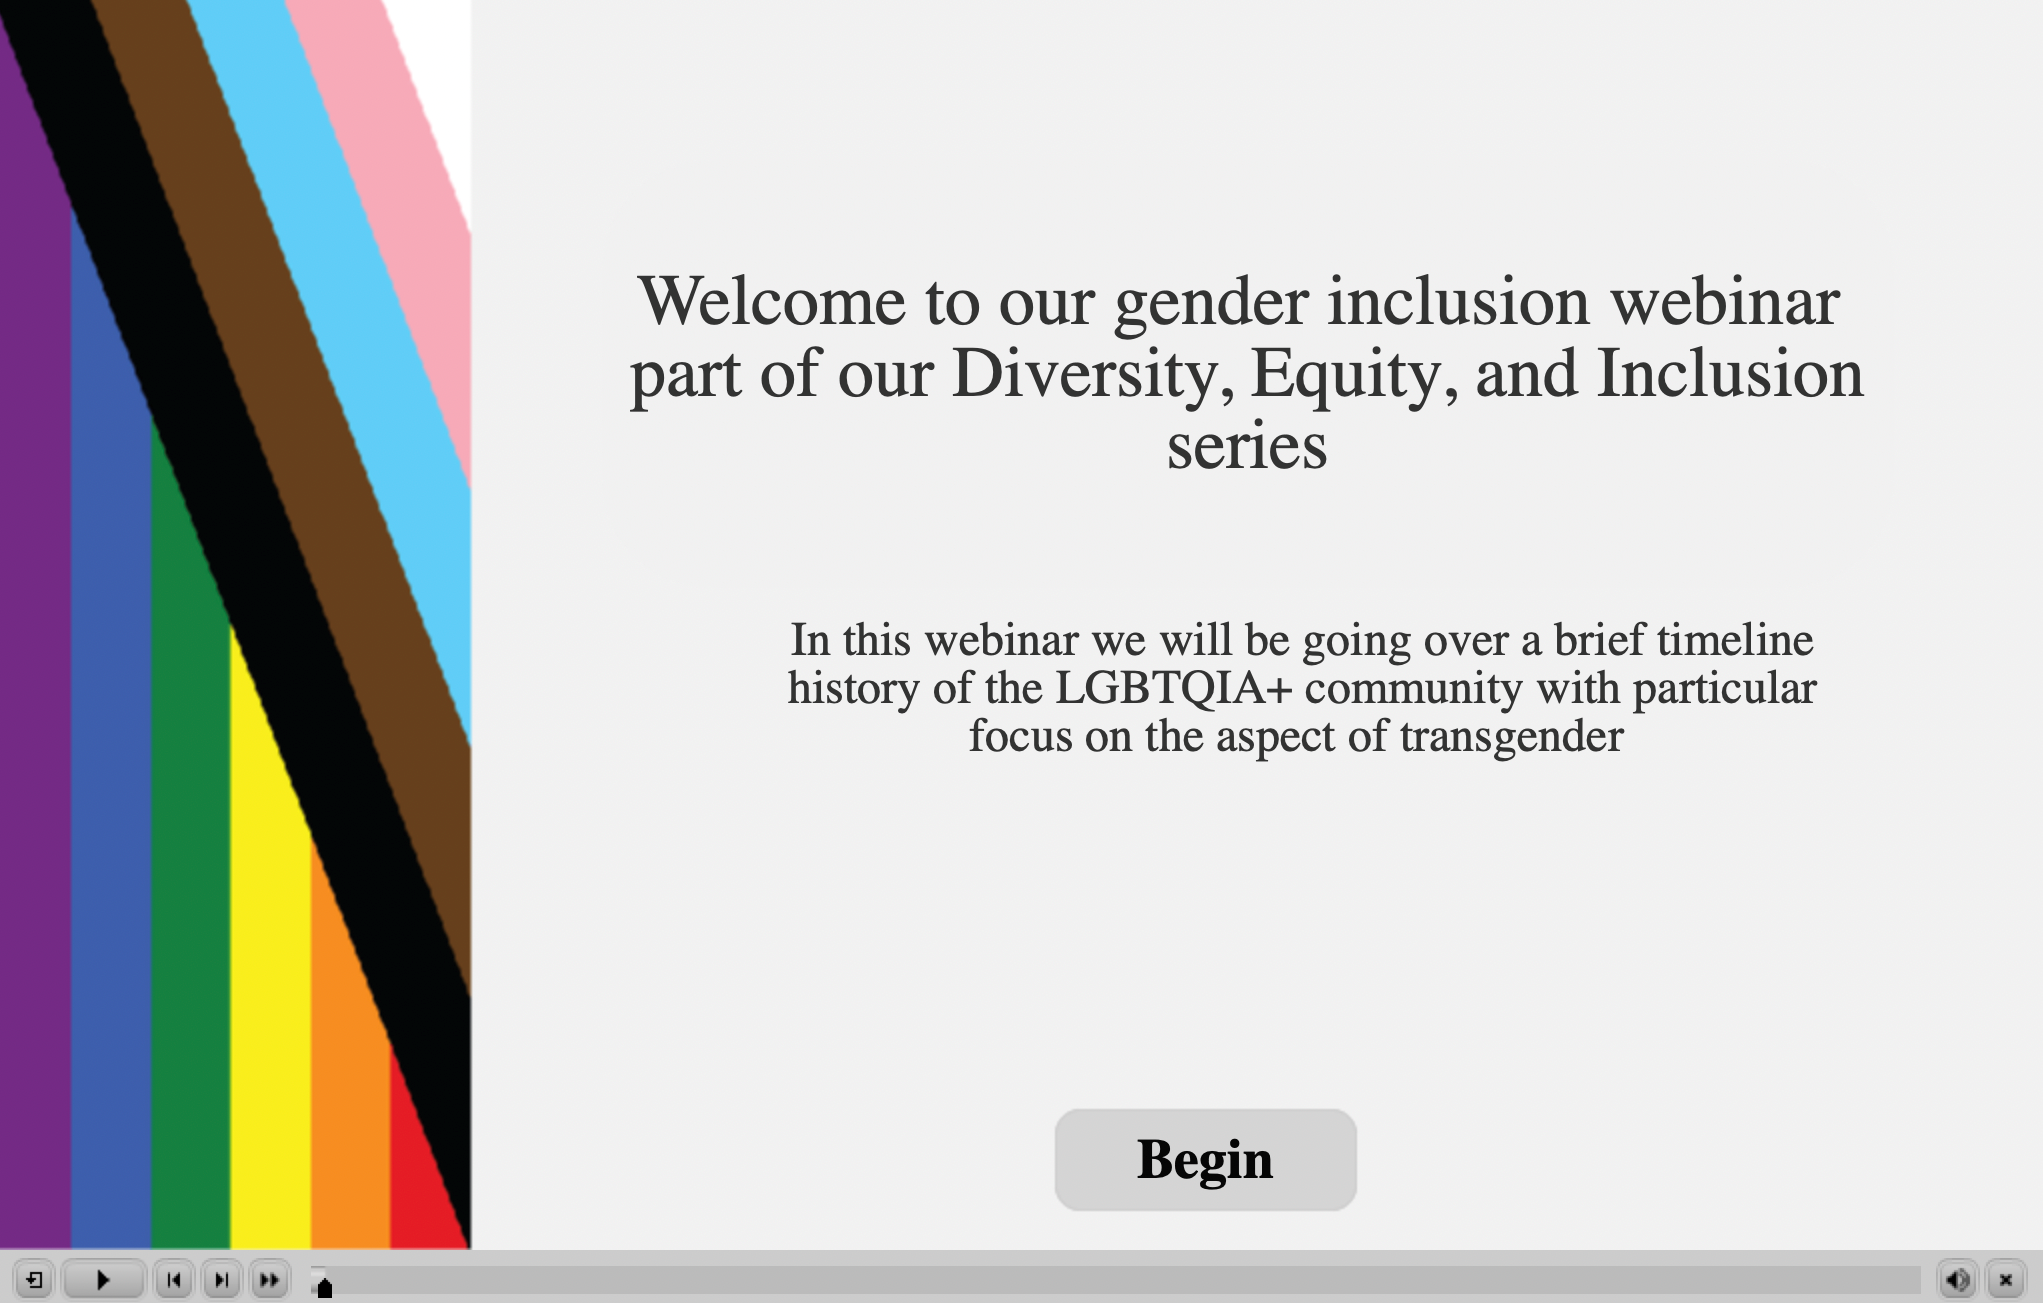 Welcome to our gender inclusion webinar
part of our Diversity, Equity, and Inclusion
series
In this webinar we will be going over a brief timeline
history of the LGBTQIA+ community with particular
focus on the aspect of transgender
Begin